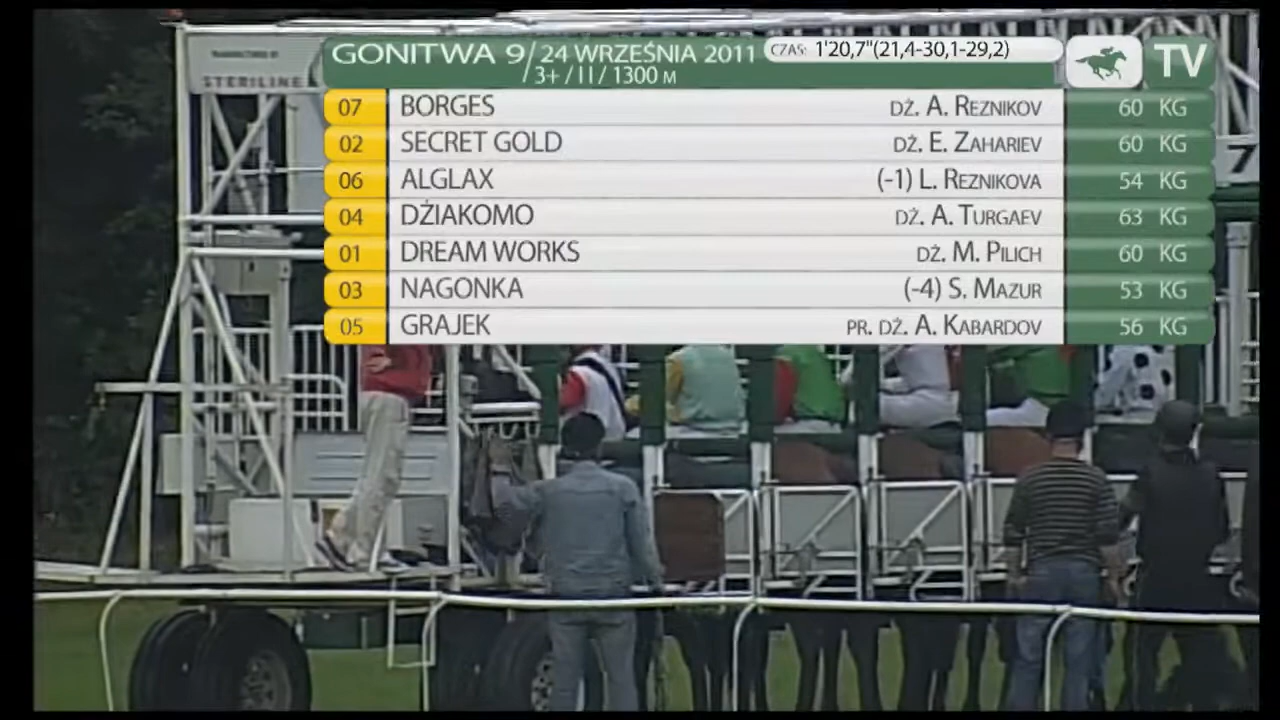 MANUFACTURED BY
STERILINE
GONITWA 9/24 WRZEŚNIA 2011 CZAS: 1'20,7"(21,4-30,1-29,2) TV
3+/II/1300 M
07 BORGES DŻ. A. REZNIKOV 60 KG
02 SECRET GOLD DŻ. E. ZAHARIEV 60 KG
06 ALGLAX (-1) L. REZNIKOVA 54 KG
04 DŻIAKOMO DŻ. A. TURGAEV 63 KG
01 DREAM WORKS DŻ. M. PILICH 60 KG
03 NAGONKA (-4) S. MAZUR 53 KG
05 GRAJEK PR. DŻ. A. KABARDOV 56 KG
7